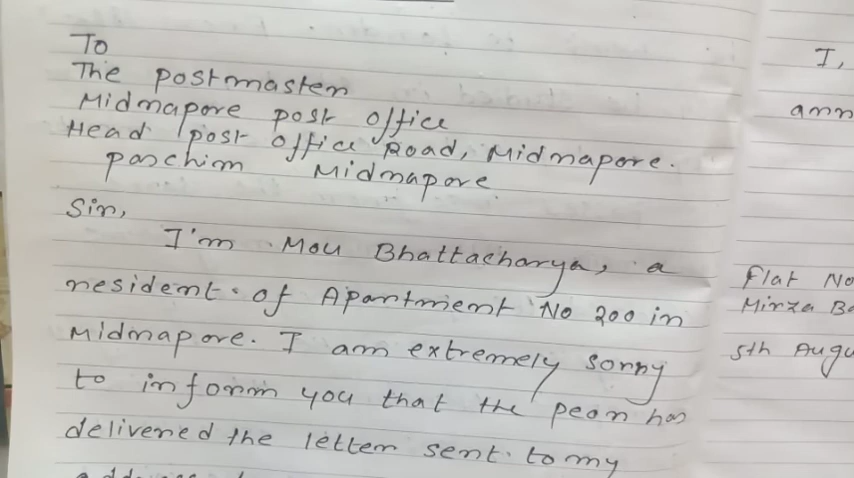 To
The postmaster
Midnapore post office
Head post office Road, Midnapore.
paschim Midnapore
Sir,
I'm Mou Bhattacharya, a
resident of Apartment No 200 in
Midnapore. I am extremely sorry
to inform you that the peon has
delivered the letter sent to my
I,
ann
Flat No
Mirza Ba
5th Augu